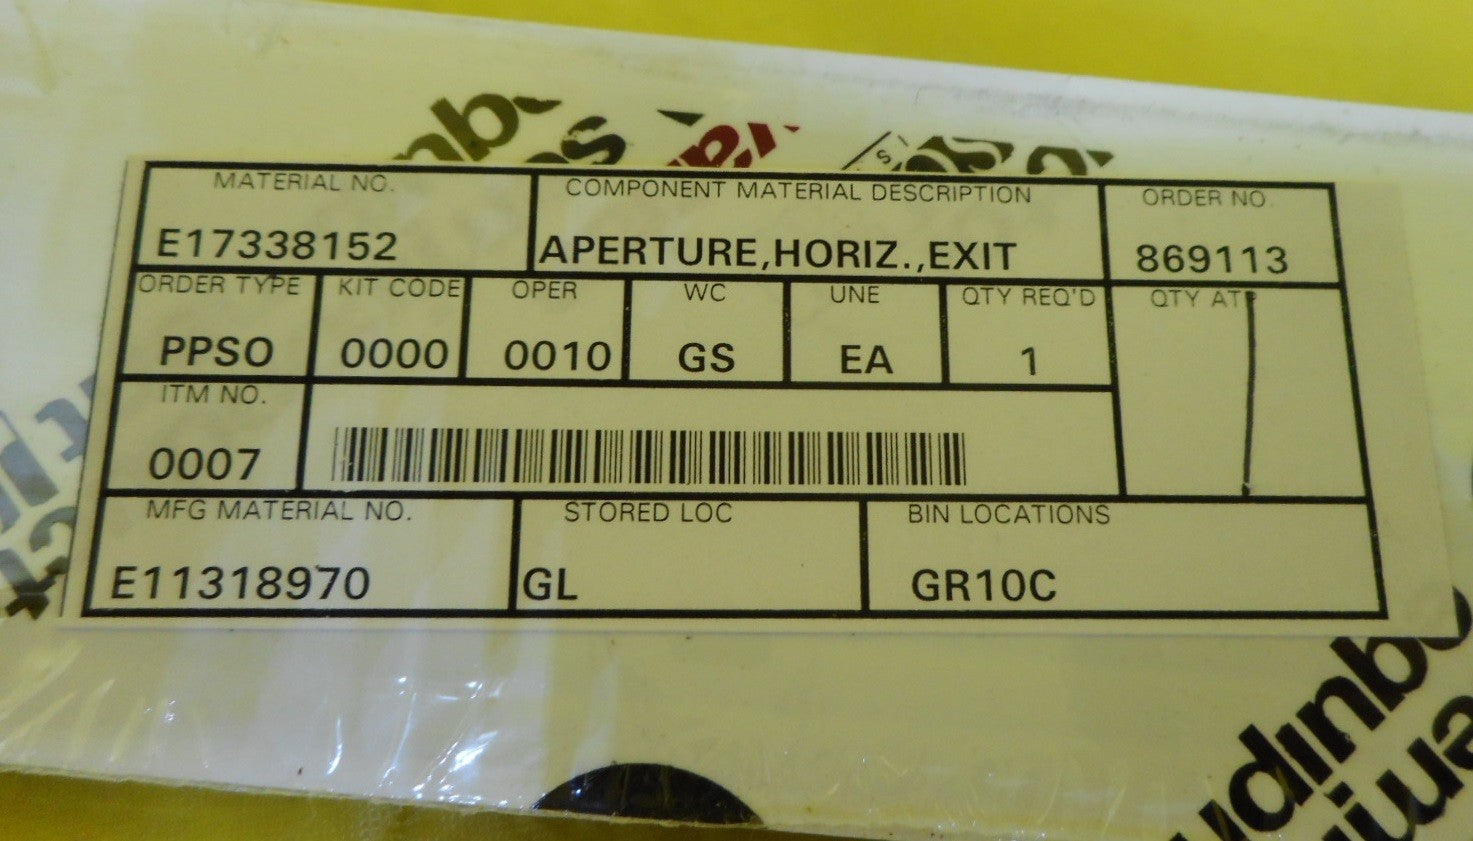 MATERIAL NO. COMPONENT MATERIAL DESCRIPTION ORDER NO.
E17338152 APERTURE,HORIZ.,EXIT 869113
ORDER TYPE KIT CODE OPER WC UNE QTY REQ'D QTY ATP
PPSO 0000 0010 GS EA 1
ITM NO.
0007
MFG MATERIAL NO. STORED LOC BIN LOCATIONS
E11318970 GL GR10C